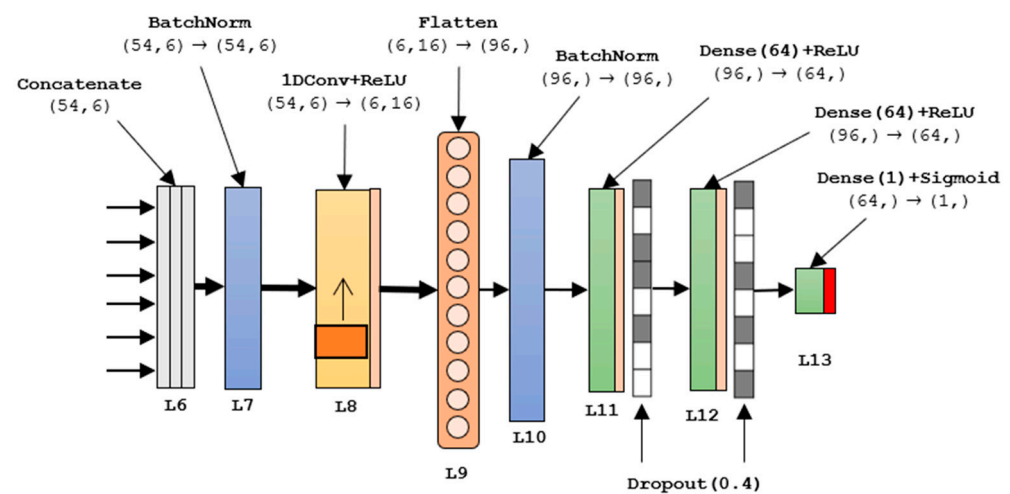 BatchNorm
(54,6) → (54,6)
Flatten
(6,16) → (96,)
Concatenate
(54,6)
1DConv+ReLU
(54,6) → (6,16)
BatchNorm
(96,) → (96,)
Dense(64)+ReLU
(96,) → (64,)
Dense(64)+ReLU
(96,) → (64,)
Dense(1)+Sigmoid
(64,) → (1,)
L6
L7
L8
L9
L10
L11
L12
L13
Dropout(0.4)